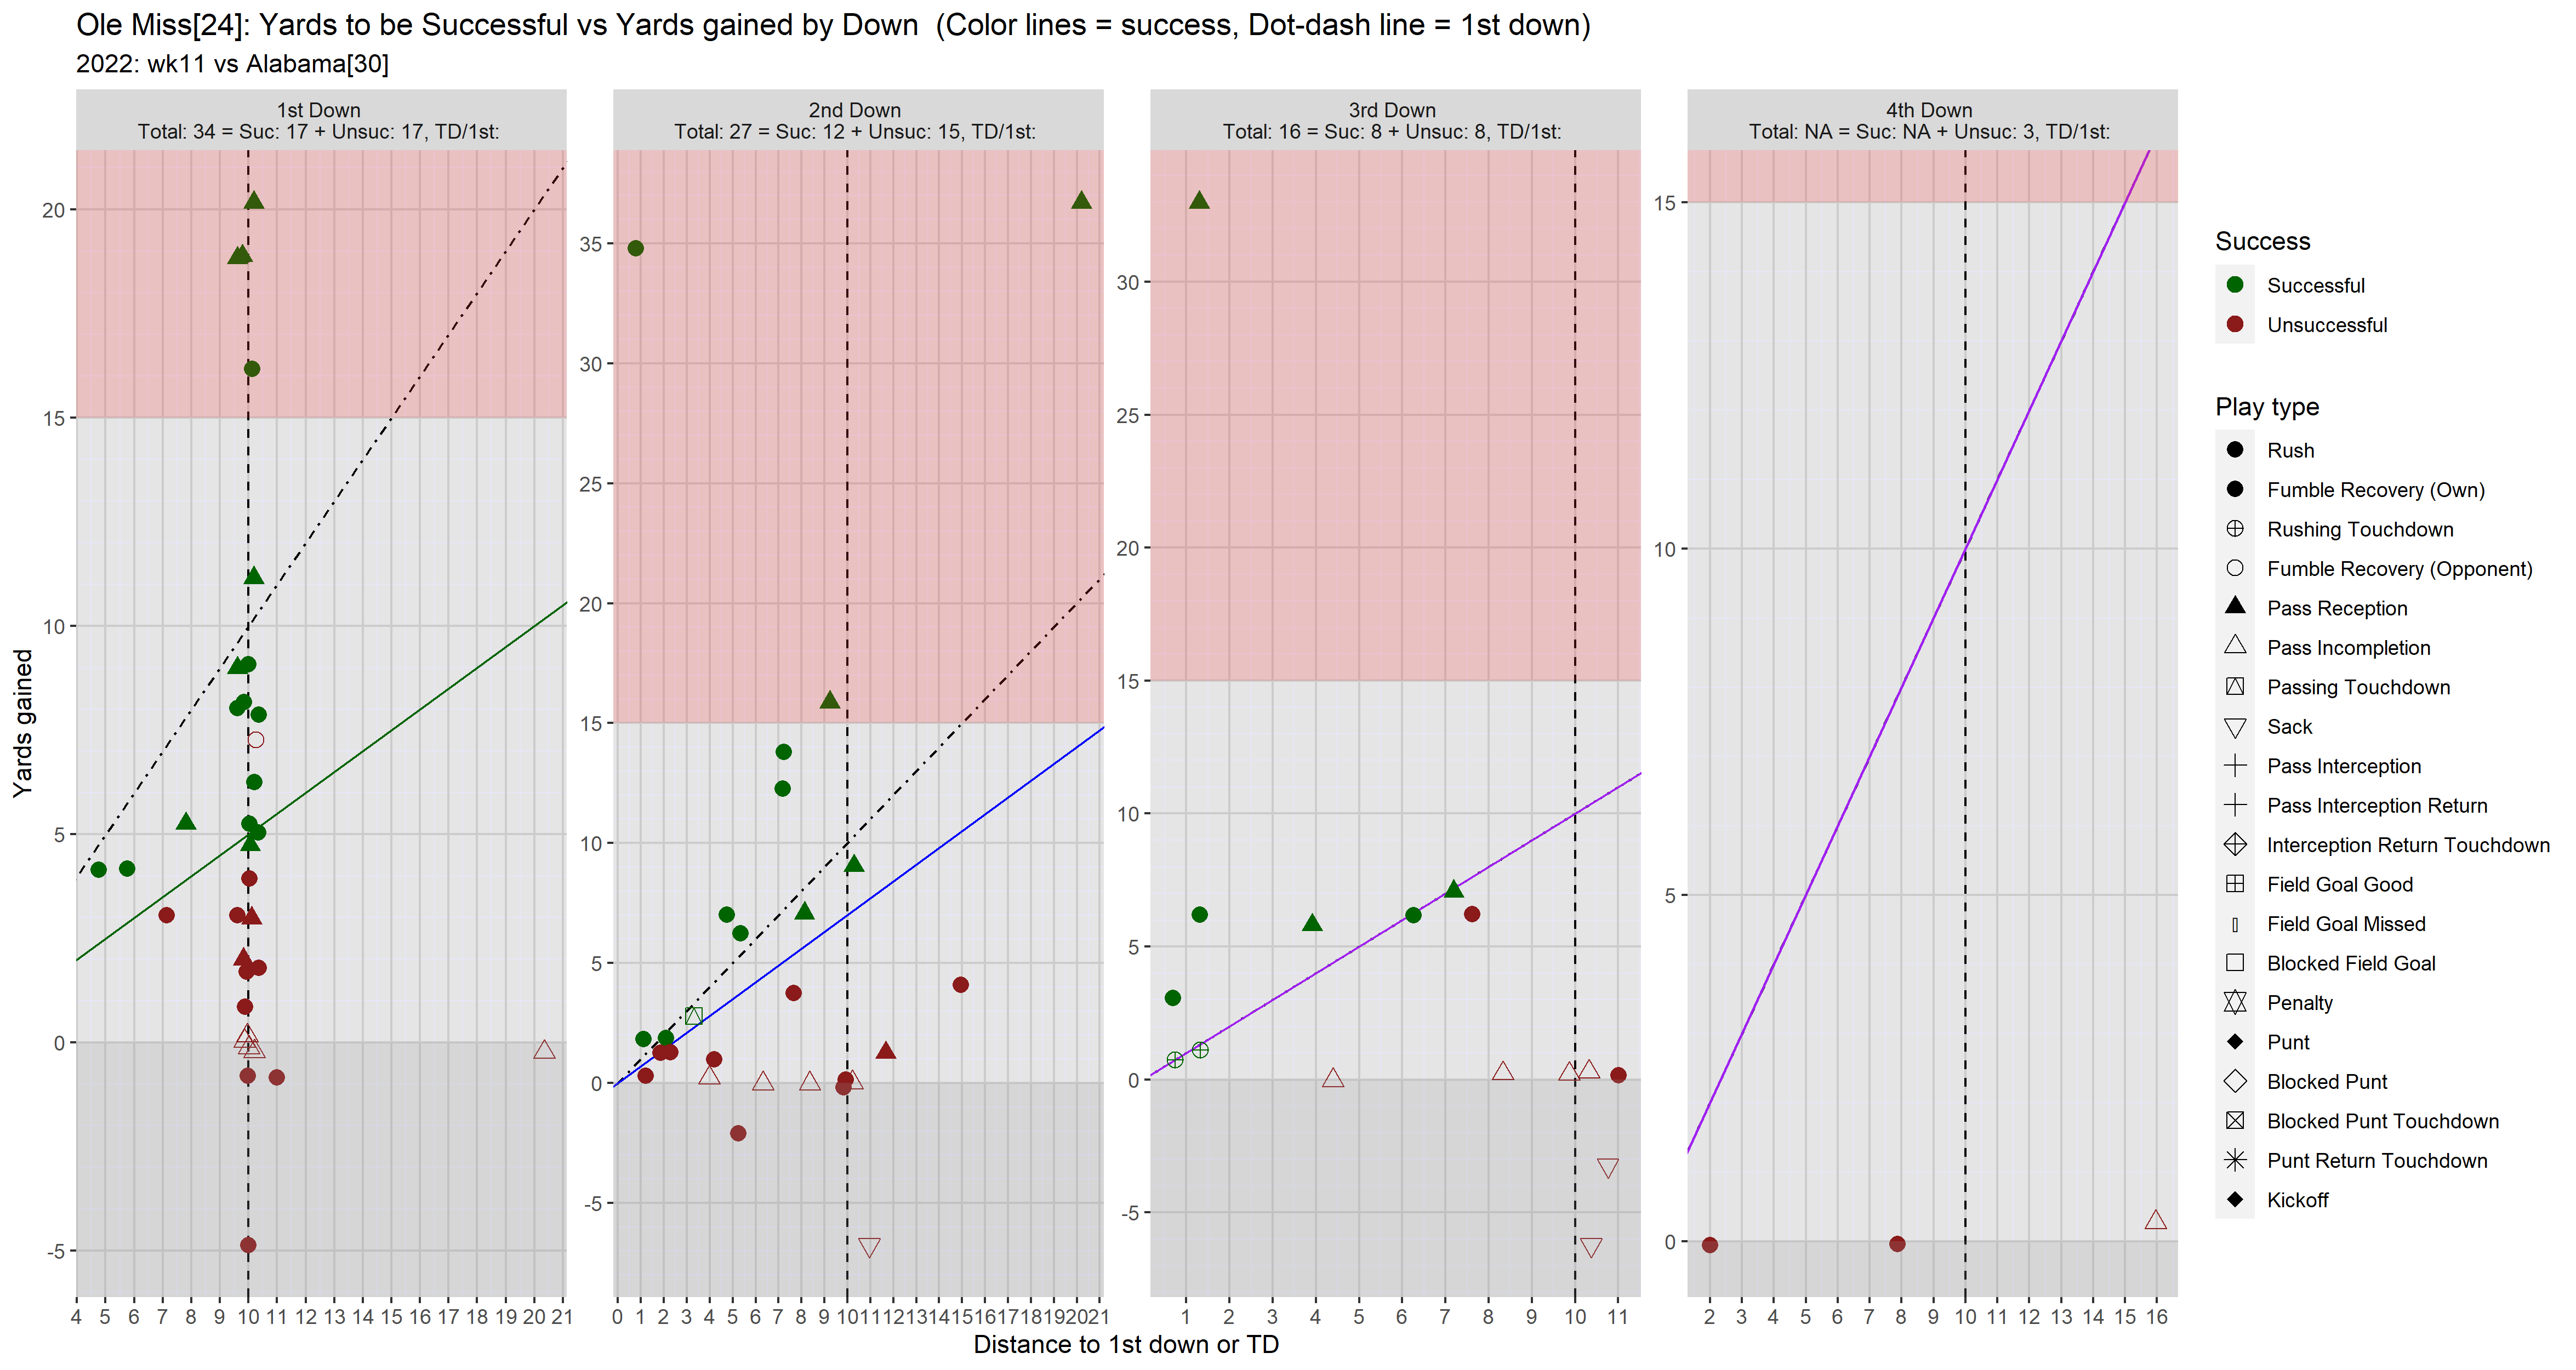 Ole Miss[24]: Yards to be Successful vs Yards gained by Down  (Color lines = success, Dot-dash line = 1st down)
2022: wk11 vs Alabama[30]
1st Down
Total: 34 = Suc: 17 + Unsuc: 17, TD/1st:
2nd Down
Total: 27 = Suc: 12 + Unsuc: 15, TD/1st:
3rd Down
Total: 16 = Suc: 8 + Unsuc: 8, TD/1st:
4th Down
Total: NA = Suc: NA + Unsuc: 3, TD/1st:
Yards gained
20
15
10
5
0
-5
4 5 6 7 8 9 10 11 12 13 14 15 16 17 18 19 20 21
35
30
25
20
15
10
5
0
-5
0 1 2 3 4 5 6 7 8 9 10 11 12 13 14 15 16 17 18 19 20 21
30
25
20
15
10
5
0
-5
1 2 3 4 5 6 7 8 9 10 11
15
10
5
0
2 3 4 5 6 7 8 9 10 11 12 13 14 15 16
Distance to 1st down or TD
Success
Successful
Unsuccessful
Play type
Rush
Fumble Recovery (Own)
Rushing Touchdown
Fumble Recovery (Opponent)
Pass Reception
Pass Incompletion
Passing Touchdown
Sack
Pass Interception
Pass Interception Return
Interception Return Touchdown
Field Goal Good
Field Goal Missed
Blocked Field Goal
Penalty
Punt
Blocked Punt
Blocked Punt Touchdown
Punt Return Touchdown
Kickoff